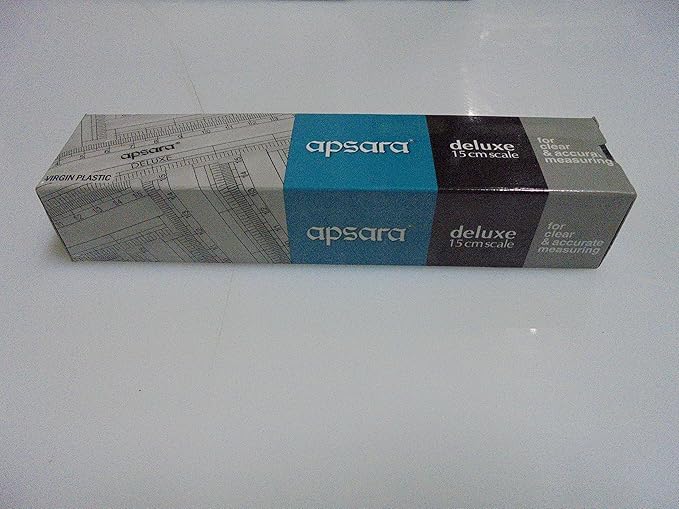 apsara
DELUXE
VIRGIN PLASTIC
apsara
deluxe
15 cm scale
for
clear
& accura
measuring
apsara
deluxe
15 cm scale
for
clear
& accurate
measuring